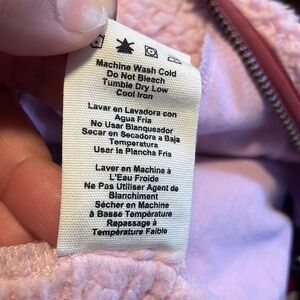 Machine Wash Cold
Do Not Bleach
Tumble Dry Low
Cool Iron
Lavar en Lavadora con
Agua Fria
No Usar Blanqueador
Secar en Secadora a Baja
Temperatura
Usar la Plancha Fria
Laver en Machine à
L'Eau Froide
Ne Pas Utiliser Agent de
Blanchiment
Sécher en Machine
à Basse Température
Repassage à
Température Faible